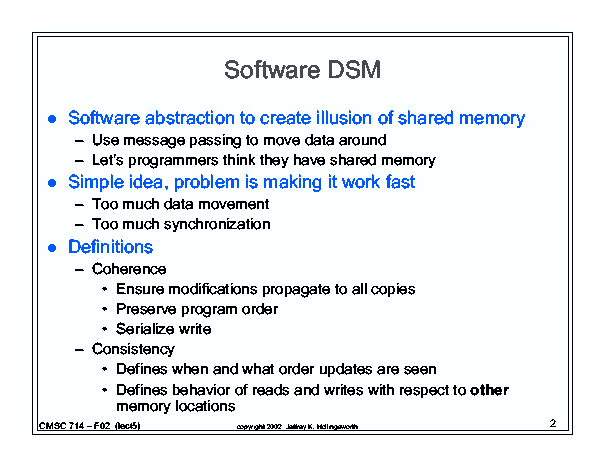 Software DSM
● Software abstraction to create illusion of shared memory
– Use message passing to move data around
– Let's programmers think they have shared memory
● Simple idea, problem is making it work fast
– Too much data movement
– Too much synchronization
● Definitions
– Coherence
• Ensure modifications propagate to all copies
• Preserve program order
• Serialize write
– Consistency
• Defines when and what order updates are seen
• Defines behavior of reads and writes with respect to other
memory locations
CMSC 714 – F02 (lect5)
copyright 2002 Jeffrey K. Hollingsworth
2